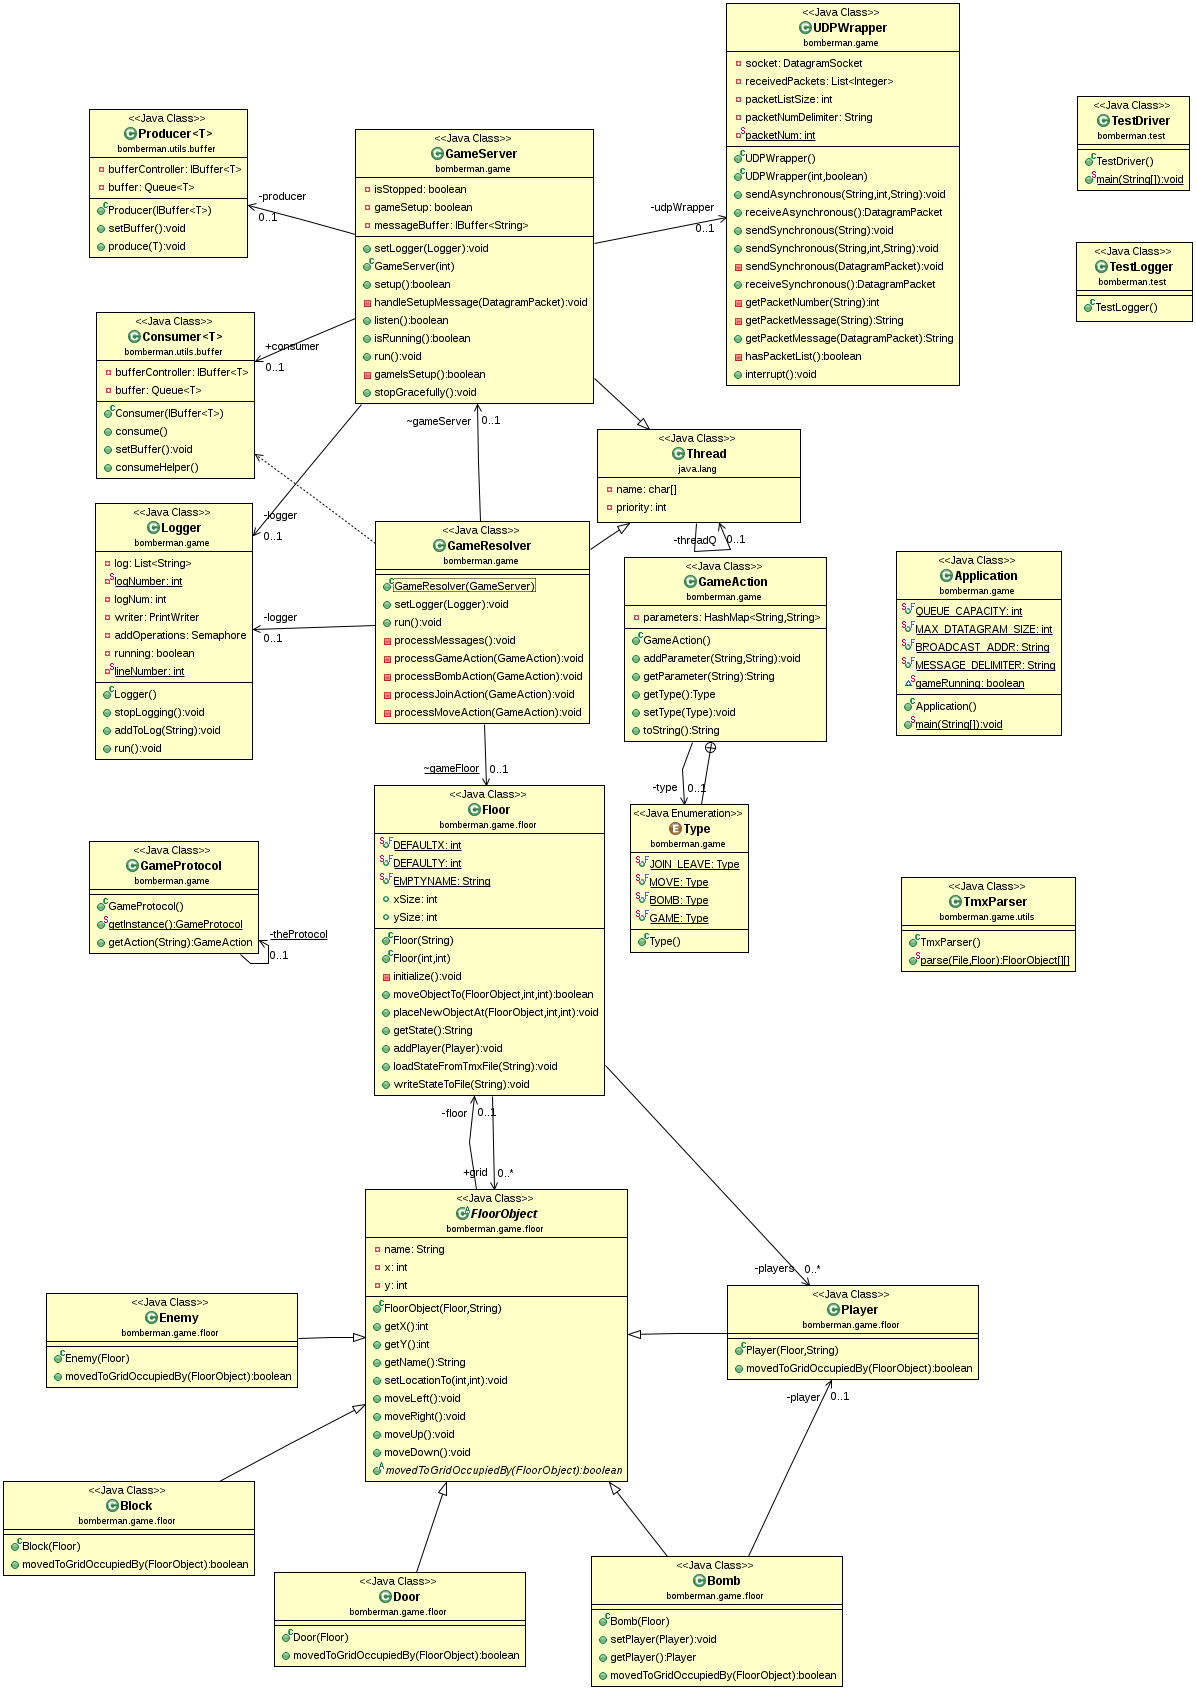 <<Java Class>>
UDPWrapper
bomberman.game
socket: DatagramSocket
receivedPackets: List<Integer>
packetListSize: int
packetNumDelimiter: String
packetNum: int
UDPWrapper()
UDPWrapper(int,boolean)
sendAsynchronous(String,int,String):void
receiveAsynchronous():DatagramPacket
sendSynchronous(String):void
sendSynchronous(String,int,String):void
sendSynchronous(DatagramPacket):void
receiveSynchronous():DatagramPacket
getPacketNumber(String):int
getPacketMessage(String):String
getPacketMessage(DatagramPacket):String
hasPacketList():boolean
interrupt():void
<<Java Class>>
TestDriver
bomberman.test
TestDriver()
main(String[]):void
<<Java Class>>
TestLogger
bomberman.test
TestLogger()
<<Java Class>>
Producer<T>
bomberman.utils.buffer
bufferController: IBuffer<T>
buffer: Queue<T>
Producer(IBuffer<T>)
setBuffer():void
produce(T):void
-producer
0..1
<<Java Class>>
GameServer
bomberman.game
isStopped: boolean
gameSetup: boolean
messageBuffer: IBuffer<String>
setLogger(Logger):void
GameServer(int)
setup():boolean
handleSetupMessage(DatagramPacket):void
listen():boolean
isRunning():boolean
run():void
gameIsSetup():boolean
stopGracefully():void
-udpWrapper
0..1
<<Java Class>>
Consumer<T>
bomberman.utils.buffer
bufferController: IBuffer<T>
buffer: Queue<T>
Consumer(IBuffer<T>)
consume()
setBuffer():void
consumeHelper()
+consumer
0..1
~gameServer
0..1
<<Java Class>>
Thread
java.lang
name: char[]
priority: int
<<Java Class>>
Logger
bomberman.game
log: List<String>
logNumber: int
logNum: int
writer: PrintWriter
addOperations: Semaphore
running: boolean
lineNumber: int
Logger()
stopLogging():void
addToLog(String):void
run():void
-logger
0..1
-logger
0..1
<<Java Class>>
GameResolver
bomberman.game
GameResolver(GameServer)
setLogger(Logger):void
run():void
processMessages():void
processGameAction(GameAction):void
processBombAction(GameAction):void
processJoinAction(GameAction):void
processMoveAction(GameAction):void
-threadQ
0..1
<<Java Class>>
GameAction
bomberman.game
parameters: HashMap<String,String>
GameAction()
addParameter(String,String):void
getParameter(String):String
getType():Type
setType(Type):void
toString():String
<<Java Class>>
Application
bomberman.game
QUEUE_CAPACITY: int
MAX_DTATAGRAM_SIZE: int
BROADCAST_ADDR: String
MESSAGE_DELIMITER: String
gameRunning: boolean
Application()
main(String[]):void
~gameFloor
0..1
-type
0..1
<<Java Class>>
Floor
bomberman.game.floor
DEFAULTX: int
DEFAULTY: int
EMPTYNAME: String
xSize: int
ySize: int
Floor(String)
Floor(int,int)
initialize():void
moveObjectTo(FloorObject,int,int):boolean
placeNewObjectAt(FloorObject,int,int):void
getState():String
addPlayer(Player):void
loadStateFromTmxFile(String):void
writeStateToFile(String):void
<<Java Enumeration>>
Type
bomberman.game
JOIN_LEAVE: Type
MOVE: Type
BOMB: Type
GAME: Type
Type()
<<Java Class>>
GameProtocol
bomberman.game
GameProtocol()
getInstance():GameProtocol
getAction(String):GameAction
-theProtocol
0..1
<<Java Class>>
TmxParser
bomberman.game.utils
TmxParser()
parse(File,Floor):FloorObject[][]
-floor
0..1
+grid
0..*
<<Java Class>>
FloorObject
bomberman.game.floor
name: String
x: int
y: int
FloorObject(Floor,String)
getX():int
getY():int
getName():String
setLocationTo(int,int):void
moveLeft():void
moveRight():void
moveUp():void
moveDown():void
movedToGridOccupiedBy(FloorObject):boolean
-players
0..*
<<Java Class>>
Player
bomberman.game.floor
Player(Floor,String)
movedToGridOccupiedBy(FloorObject):boolean
-player
0..1
<<Java Class>>
Enemy
bomberman.game.floor
Enemy(Floor)
movedToGridOccupiedBy(FloorObject):boolean
<<Java Class>>
Block
bomberman.game.floor
Block(Floor)
movedToGridOccupiedBy(FloorObject):boolean
<<Java Class>>
Door
bomberman.game.floor
Door(Floor)
movedToGridOccupiedBy(FloorObject):boolean
<<Java Class>>
Bomb
bomberman.game.floor
Bomb(Floor)
setPlayer(Player):void
getPlayer():Player
movedToGridOccupiedBy(FloorObject):boolean